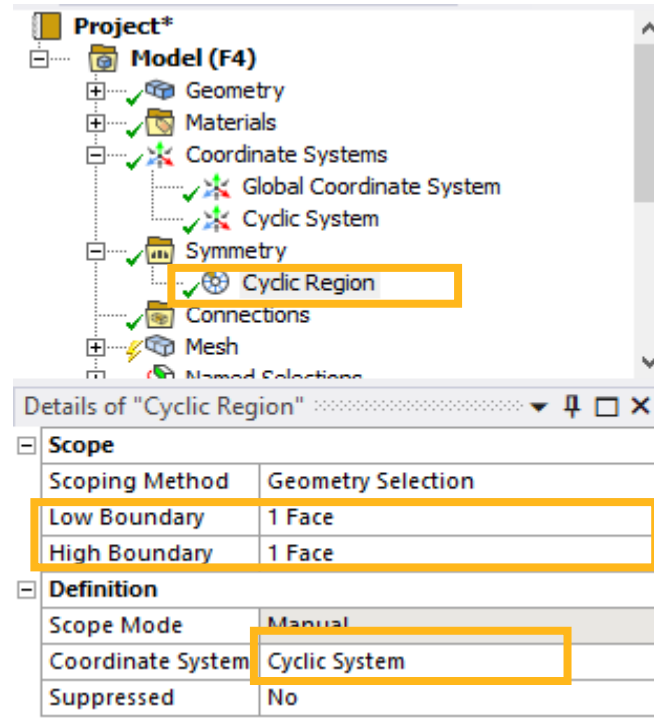 Project*
Model (F4)
Geometry
Materials
Coordinate Systems
Global Coordinate System
Cyclic System
Symmetry
Cyclic Region
Connections
Mesh
Named Selections
Details of "Cyclic Region"
Scope
Scoping Method Geometry Selection
Low Boundary 1 Face
High Boundary 1 Face
Definition
Scope Mode Manual
Coordinate System Cyclic System
Suppressed No